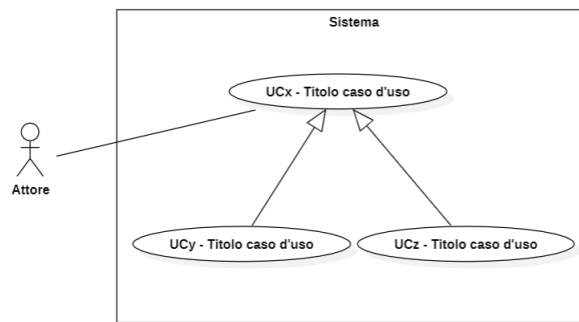 Sistema
UCx - Titolo caso d'uso
Attore
UCy - Titolo caso d'uso
UCz - Titolo caso d'uso